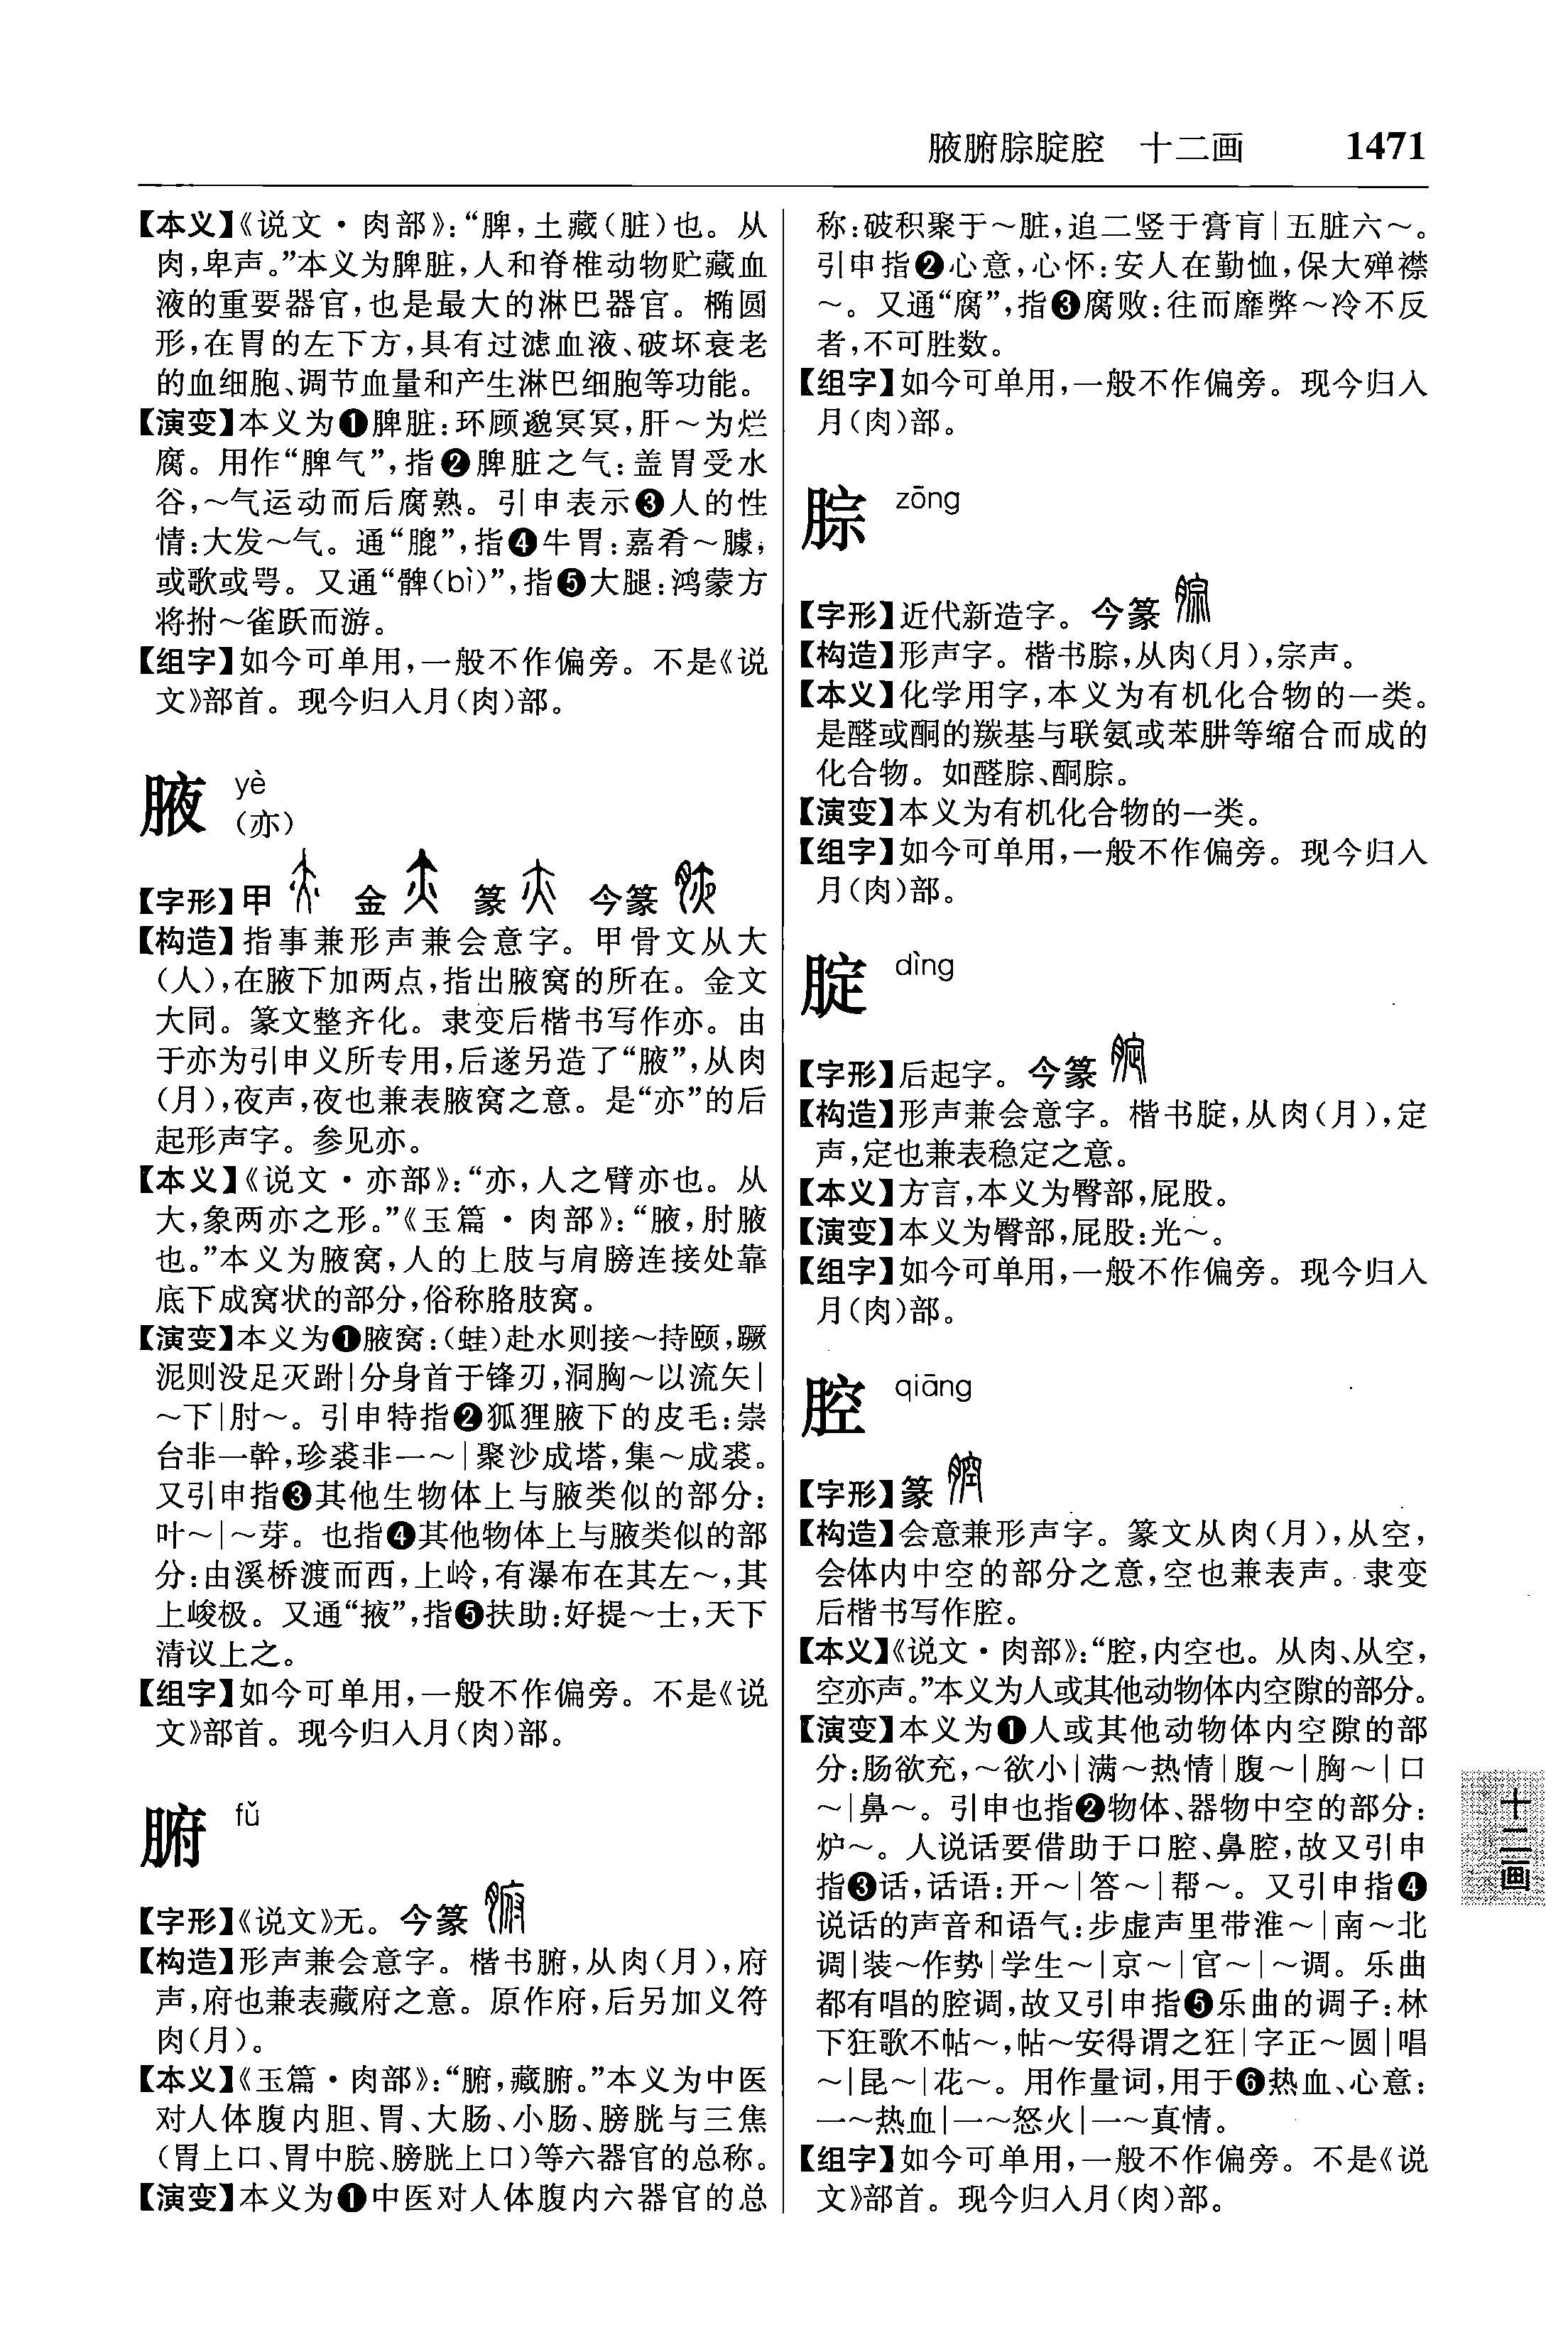 腋腑腙腚腔　十二画　1471
【本义】《说文·肉部》：“脾，土藏（脏）也。从
肉，卑声。”本义为脾脏，人和脊椎动物贮藏血
液的重要器官，也是最大的淋巴器官。椭圆
形，在胃的左下方，具有过滤血液、破坏衰老
的血细胞、调节血量和产生淋巴细胞等功能。
【演变】本义为❶脾脏：环顾邈冥冥，肝～为烂
腐。用作“脾气”，指❷脾脏之气：盖胃受水
谷，～气运动而后腐熟。引申表示❸人的性
情：大发～气。通“膍”，指❹牛胃：嘉肴～臄，
或歌或咢。又通“髀（bì）”，指❺大腿：鸿蒙方
将拊～雀跃而游。
【组字】如今可单用，一般不作偏旁。不是《说
文》部首。现今归入月（肉）部。
腋 yè
（亦）
【字形】甲 金 篆 今篆
【构造】指事兼形声兼会意字。甲骨文从大
（人），在腋下加两点，指出腋窝的所在。金文
大同。篆文整齐化。隶变后楷书写作亦。由
于亦为引申义所专用，后遂另造了“腋”，从肉
（月），夜声，夜也兼表腋窝之意。是“亦”的后
起形声字。参见亦。
【本义】《说文·亦部》：“亦，人之臂亦也。从
大，象两亦之形。”《玉篇·肉部》：“腋，肘腋
也。”本义为腋窝，人的上肢与肩膀连接处靠
底下成窝状的部分，俗称胳肢窝。
【演变】本义为❶腋窝：（蛙）赴水则接～持颐，蹶
泥则没足灭跗|分身首于锋刃，洞胸～以流矢|
～下|肘～。引申特指❷狐狸腋下的皮毛：崇
台非一幹，珍裘非一～|聚沙成塔，集～成裘。
又引申指❸其他生物体上与腋类似的部分：
叶～|～芽。也指❹其他物体上与腋类似的部
分：由溪桥渡而西，上岭，有瀑布在其左～，其
上峻极。又通“掖”，指❺扶助：好提～士，天下
清议上之。
【组字】如今可单用，一般不作偏旁。不是《说
文》部首。现今归入月（肉）部。
腑 fǔ
【字形】《说文》无。今篆
【构造】形声兼会意字。楷书腑，从肉（月），府
声，府也兼表藏府之意。原作府，后另加义符
肉（月）。
【本义】《玉篇·肉部》：“腑，藏腑。”本义为中医
对人体腹内胆、胃、大肠、小肠、膀胱与三焦
（胃上口、胃中脘、膀胱上口）等六器官的总称。
【演变】本义为❶中医对人体腹内六器官的总
称：破积聚于～脏，追二竖于膏肓|五脏六～。
引申指❷心意，心怀：安人在勤恤，保大殚襟
～。又通“腐”，指❸腐败：往而靡弊～冷不反
者，不可胜数。
【组字】如今可单用，一般不作偏旁。现今归入
月（肉）部。
腙 zōng
【字形】近代新造字。今篆
【构造】形声字。楷书腙，从肉（月），宗声。
【本义】化学用字，本义为有机化合物的一类。
是醛或酮的羰基与联氨或苯肼等缩合而成的
化合物。如醛腙、酮腙。
【演变】本义为有机化合物的一类。
【组字】如今可单用，一般不作偏旁。现今归入
月（肉）部。
腚 dìng
【字形】后起字。今篆
【构造】形声兼会意字。楷书腚，从肉（月），定
声，定也兼表稳定之意。
【本义】方言，本义为臀部，屁股。
【演变】本义为臀部，屁股：光～。
【组字】如今可单用，一般不作偏旁。现今归入
月（肉）部。
腔 qiāng
【字形】篆
【构造】会意兼形声字。篆文从肉（月），从空，
会体内中空的部分之意，空也兼表声。隶变
后楷书写作腔。
【本义】《说文·肉部》：“腔，内空也。从肉、从空，
空亦声。”本义为人或其他动物体内空隙的部分。
【演变】本义为❶人或其他动物体内空隙的部
分：肠欲充，～欲小|满～热情|腹～|胸～|口
～|鼻～。引申也指❷物体、器物中空的部分：
炉～。人说话要借助于口腔、鼻腔，故又引申
指❸话，话语：开～|答～|帮～。又引申指❹
说话的声音和语气：步虚声里带淮～|南～北
调|装～作势|学生～|京～|官～|～调。乐曲
都有唱的腔调，故又引申指❺乐曲的调子：林
下狂歌不帖～，帖～安得谓之狂|字正～圆|唱
～|昆～|花～。用作量词，用于❻热血、心意：
一～热血|一～怒火|一～真情。
【组字】如今可单用，一般不作偏旁。不是《说
文》部首。现今归入月（肉）部。
十二画